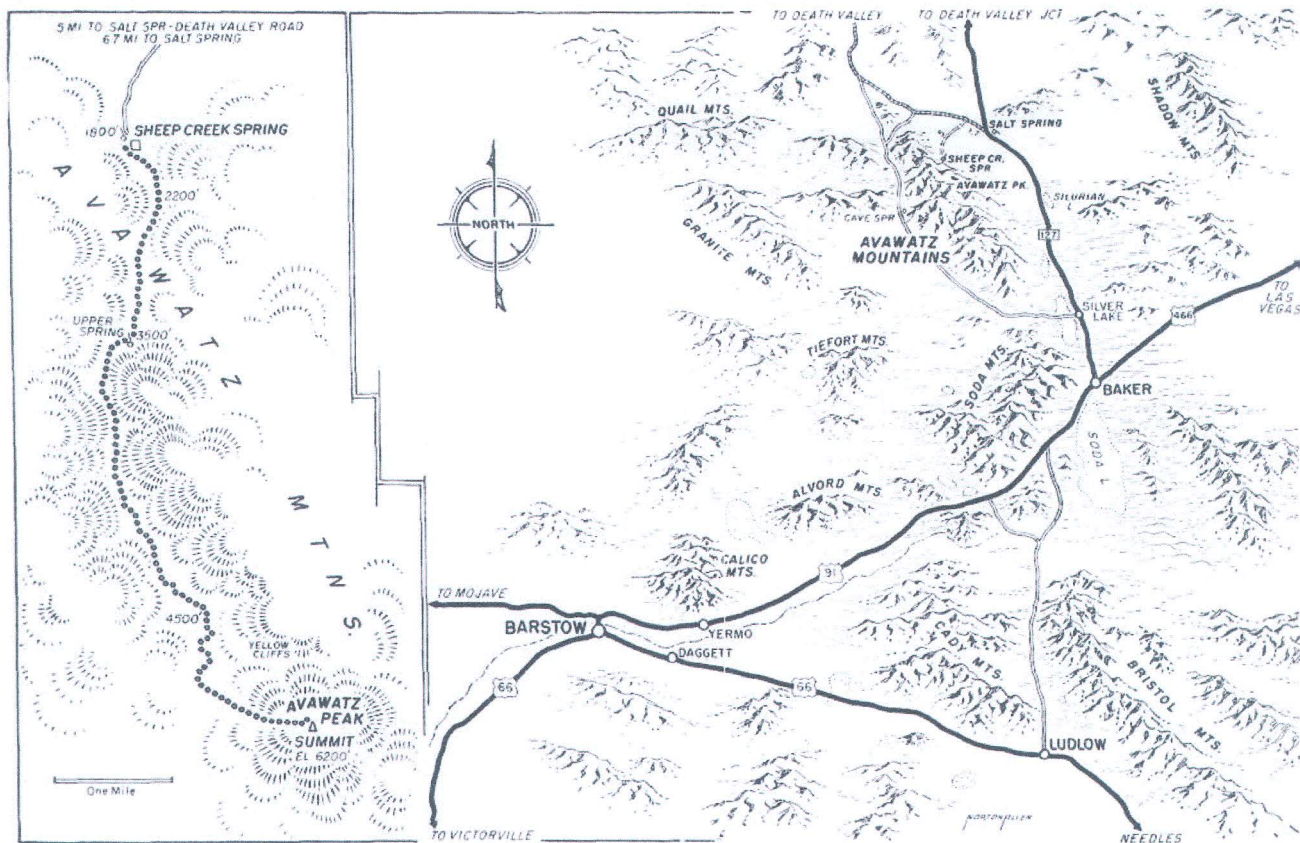 5 MI TO SALT SPR-DEATH VALLEY ROAD
67 MI TO SALT SPRING
1800'
SHEEP CREEK SPRING
2200'
AVAWATZ
MTNS.
UPPER
SPRING
3500'
4500'
YELLOW
CLIFFS
AVAWATZ
PEAK
SUMMIT
EL 6200'
One Mile
NORTH
TO DEATH VALLEY
TO DEATH VALLEY JCT
QUAIL MTS.
SHADOW MTS
SALT SPRING
SHEEP CR.
SPR
AVAWATZ PK.
SILURIAN
L
CAVE SPR
GRANITE MTS.
AVAWATZ
MOUNTAINS
127
SILVER
LAKE
TO
LAS
VEGAS
466
TIEFORT MTS.
SODA MTS.
BAKER
SODA L
ALVORD MTS.
CALICO
MTS.
91
TO MOJAVE
BARSTOW
YERMO
DAGGETT
66
66
CADY MTS.
BRISTOL MTS.
LUDLOW
NORTON ALLEN
TO VICTORVILLE
NEEDLES